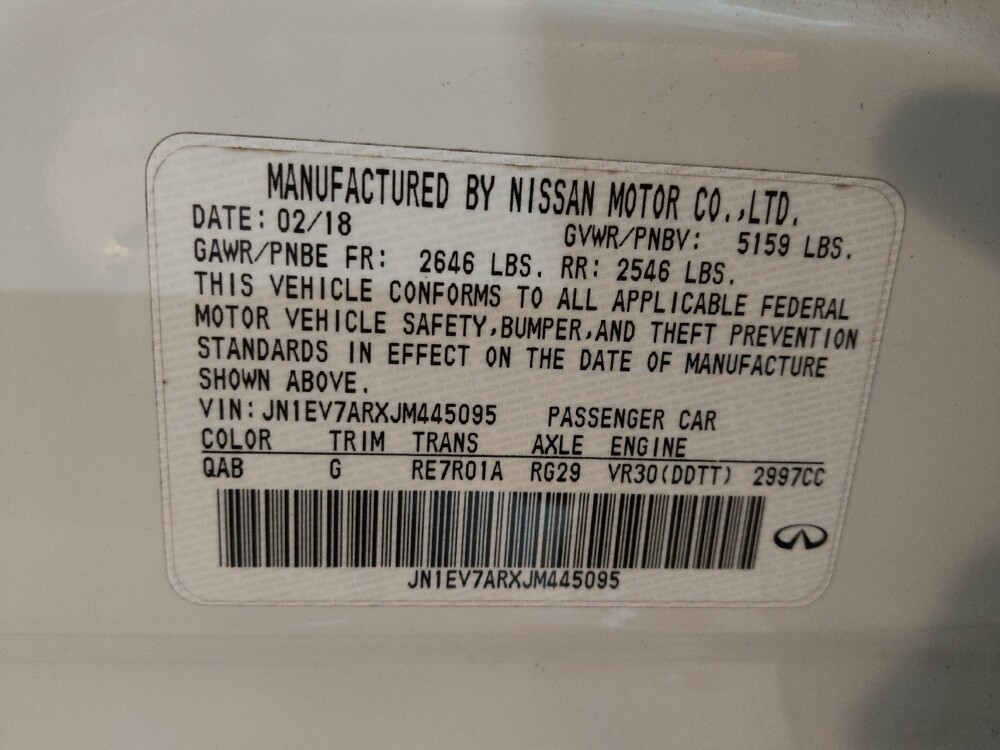 MANUFACTURED BY NISSAN MOTOR CO.,LTD.
DATE: 02/18 GVWR/PNBV: 5159 LBS.
GAWR/PNBE FR: 2646 LBS. RR: 2546 LBS.
THIS VEHICLE CONFORMS TO ALL APPLICABLE FEDERAL
MOTOR VEHICLE SAFETY,BUMPER,AND THEFT PREVENTION
STANDARDS IN EFFECT ON THE DATE OF MANUFACTURE
SHOWN ABOVE.
VIN: JN1EV7ARXJM445095 PASSENGER CAR
COLOR TRIM TRANS AXLE ENGINE
QAB G RE7R01A RG29 VR30(DDTT) 2997CC
JN1EV7ARXJM445095